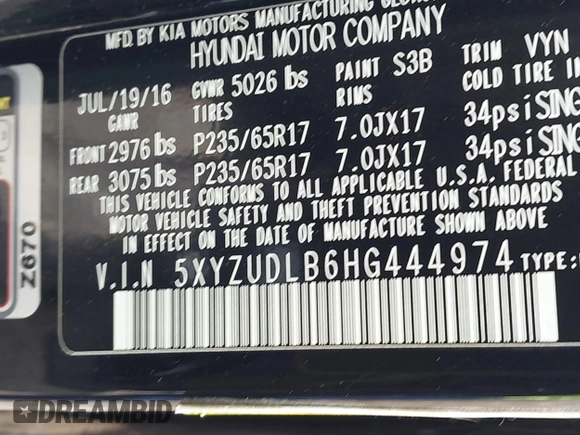 MFD. BY KIA MOTORS MANUFACTURING
HYUNDAI MOTOR COMPANY
JUL/19/16 GVWR 5026 lbs PAINT S3B TRIM VYN
GAWR TIRES RIMS COLD TIRE
FRONT 2976 lbs P235/65R17 7.0JX17 34psi
REAR 3075 lbs P235/65R17 7.0JX17 34psi
THIS VEHICLE CONFORMS TO ALL APPLICABLE U.S.A. FEDERAL
MOTOR VEHICLE SAFETY AND THEFT PREVENTION STANDARDS
IN EFFECT ON THE DATE OF MANUFACTURE SHOWN ABOVE
V.I.N 5XYZUDLB6HG444974 TYPE:
Z670
DREAMBID